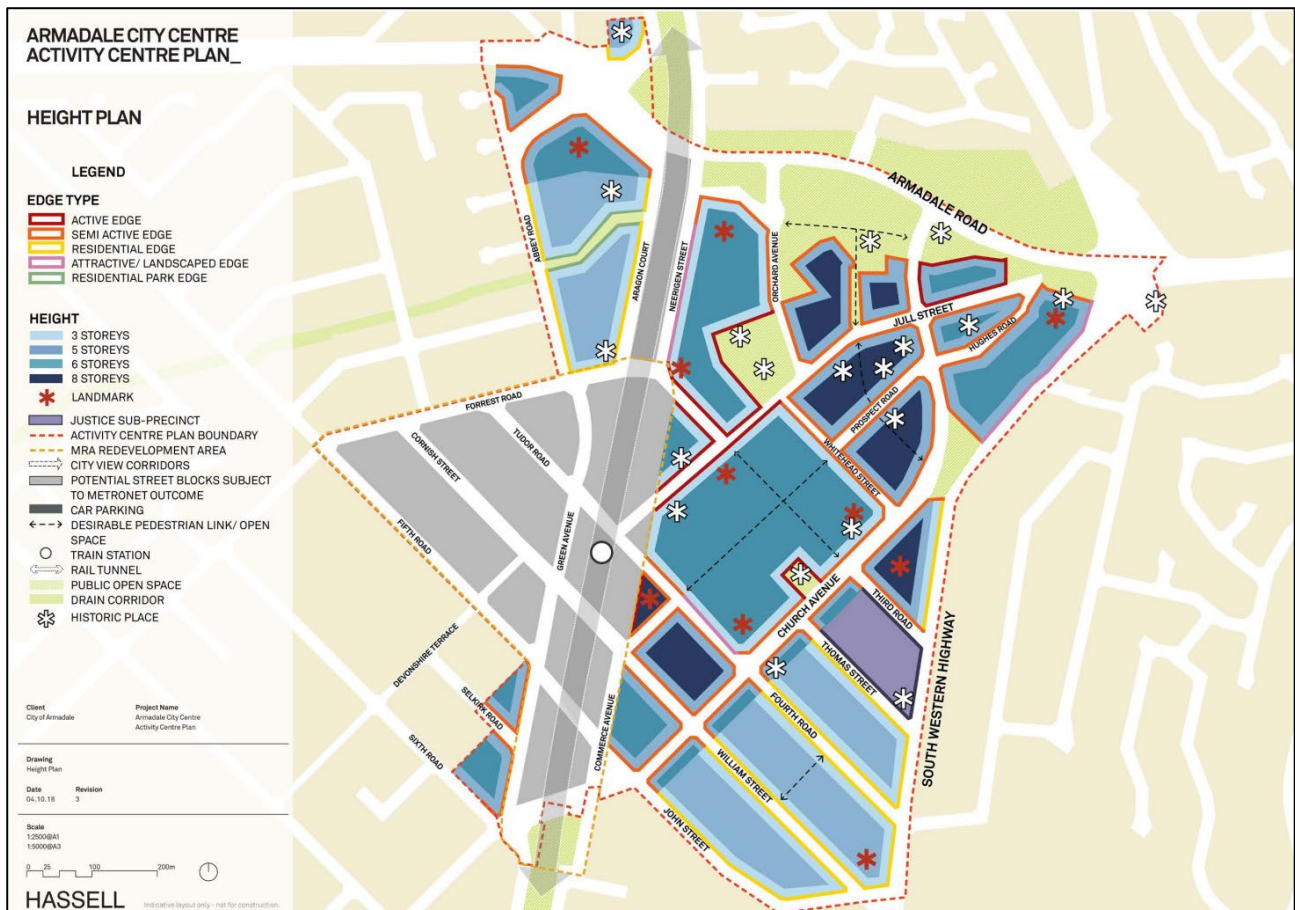 ARMADALE CITY CENTRE
ACTIVITY CENTRE PLAN_
HEIGHT PLAN
LEGEND
EDGE TYPE
ACTIVE EDGE
SEMI ACTIVE EDGE
RESIDENTIAL EDGE
ATTRACTIVE/ LANDSCAPED EDGE
RESIDENTIAL PARK EDGE
HEIGHT
3 STOREYS
5 STOREYS
6 STOREYS
8 STOREYS
LANDMARK
JUSTICE SUB-PRECINCT
ACTIVITY CENTRE PLAN BOUNDARY
MRA REDEVELOPMENT AREA
CITY VIEW CORRIDORS
POTENTIAL STREET BLOCKS SUBJECT
TO METRONET OUTCOME
CAR PARKING
DESIRABLE PEDESTRIAN LINK/ OPEN
SPACE
TRAIN STATION
RAIL TUNNEL
PUBLIC OPEN SPACE
DRAIN CORRIDOR
HISTORIC PLACE
Client
City of Armadale
Project Name
Armadale City Centre
Activity Centre Plan
Drawing
Height Plan
Date
04.10.18
Revision
3
Scale
1:2500@A1
1:5000@A3
0 25 100 200m
HASSELL
Indicative layout only - not for construction.
ARMADALE ROAD
ABBEY ROAD
ARAGON COURT
NEERIGEN STREET
ORCHARD AVENUE
JULL STREET
HUGHES ROAD
PROSPECT ROAD
WHITEHEAD STREET
FORREST ROAD
CORNISH STREET
TUDOR ROAD
FIFTH ROAD
GREEN AVENUE
CHURCH AVENUE
THIRD ROAD
THOMAS STREET
FOURTH ROAD
WILLIAM STREET
JOHN STREET
SOUTH WESTERN HIGHWAY
DEVONSHIRE TERRACE
SELKIRK ROAD
SIXTH ROAD
COMMERCE AVENUE